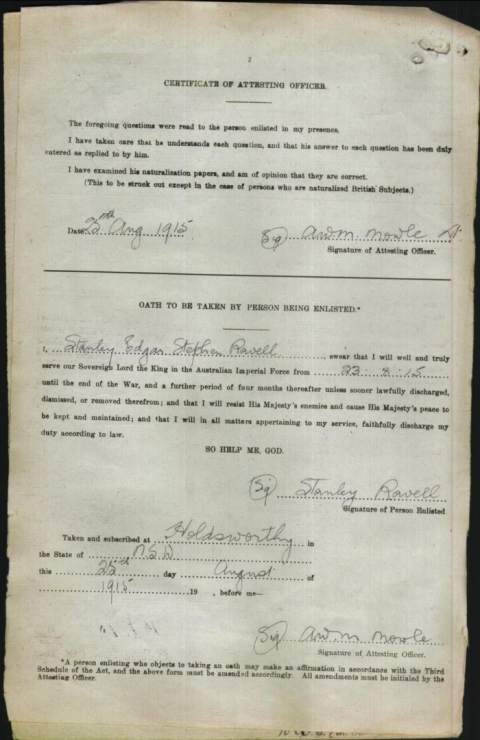 2
CERTIFICATE OF ATTESTING OFFICER.
The foregoing questions were read to the person enlisted in my presence.
I have taken care that he understands each question, and that his answer to each question has been duly
entered as replied to by him.
I have examined his naturalization papers, and am of opinion that they are correct.
(This to be struck out except in the case of persons who are naturalized British Subjects.)
Date Aug 1915 Sg A.W.M. Mowle
Signature of Attesting Officer.
OATH TO BE TAKEN BY PERSON BEING ENLISTED.*
I, Stanley Edgar Stephen Ravell, swear that I will well and truly
serve our Sovereign Lord the King in the Australian Imperial Force from 23.8.15
until the end of the War, and a further period of four months thereafter unless sooner lawfully discharged,
dismissed, or removed therefrom; and that I will resist His Majesty's enemies and cause His Majesty's peace to
be kept and maintained; and that I will in all matters appertaining to my service, faithfully discharge my
duty according to law.
SO HELP ME, GOD.
Sg Stanley Ravell
Signature of Person Enlisted
Taken and subscribed at Holdsworthy in
the State of N.S.W
this day August of
1915 19 , before me—
Sg A.W.M. Mowle
Signature of Attesting Officer.
*A person enlisting who objects to taking an oath may make an affirmation in accordance with the Third
Schedule of the Act, and the above form must be amended accordingly. All amendments must be initialed by the
Attesting Officer.